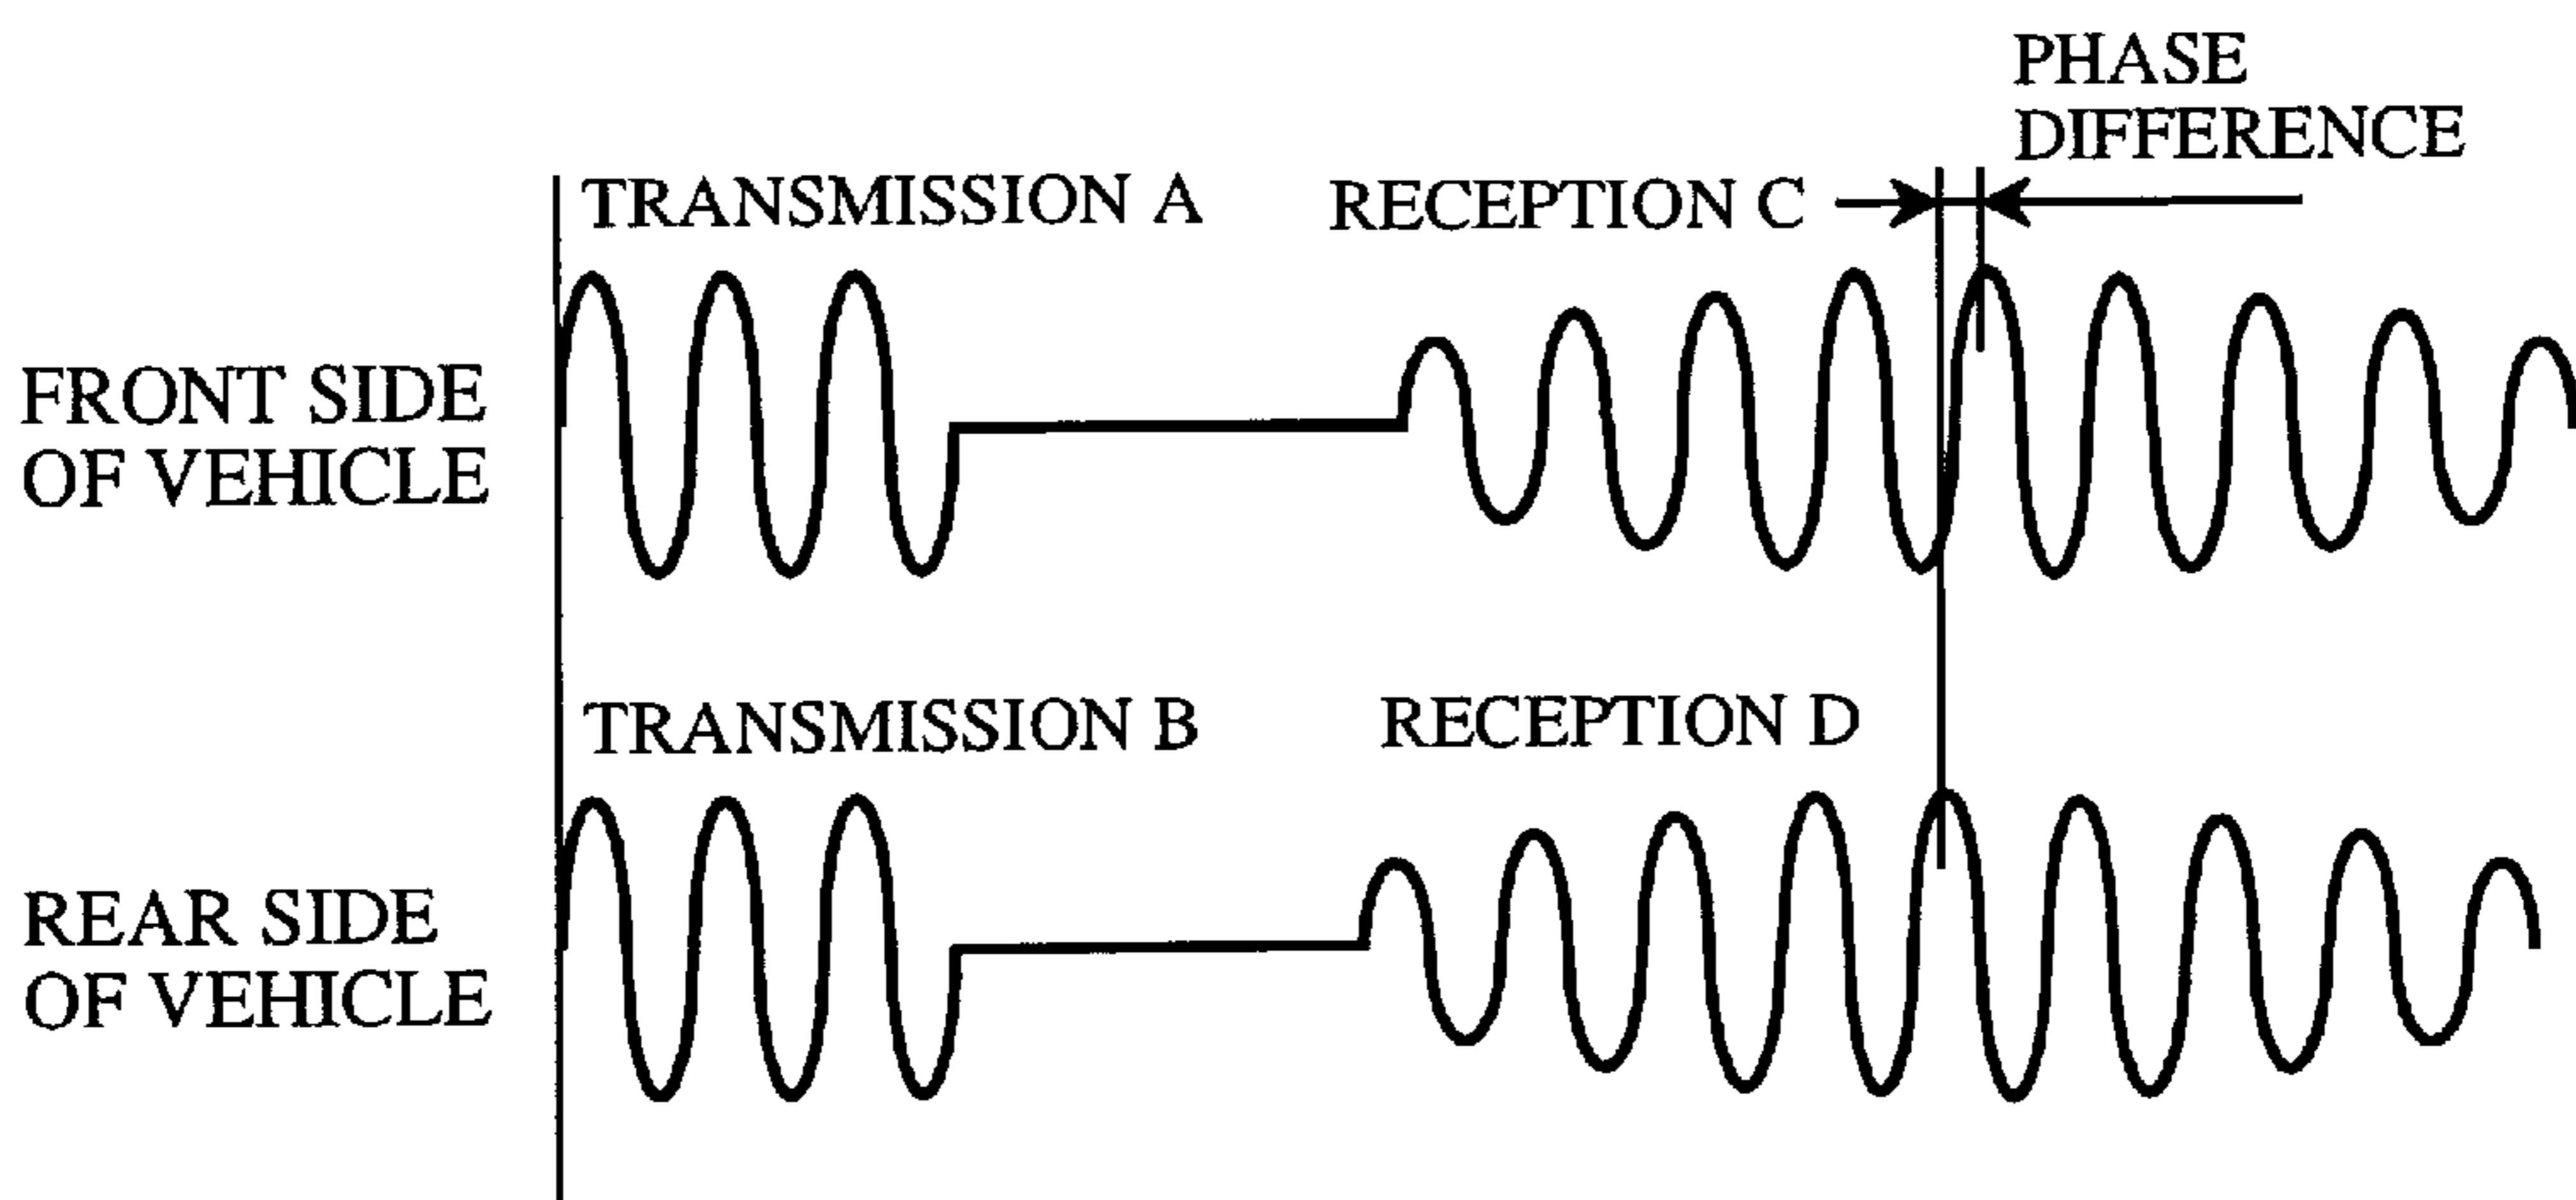 PHASE
DIFFERENCE
TRANSMISSION A
RECEPTION C
FRONT SIDE
OF VEHICLE
TRANSMISSION B
RECEPTION D
REAR SIDE
OF VEHICLE